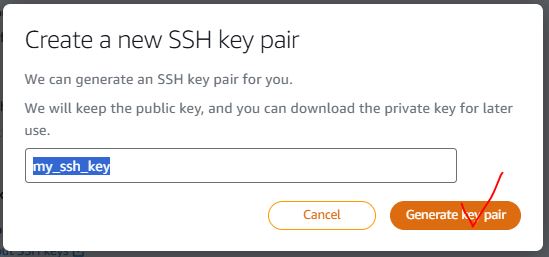 Create a new SSH key pair
We can generate an SSH key pair for you.
We will keep the public key, and you can download the private key for later
use.
my_ssh_key
Cancel
Generate key pair
out SSH keys